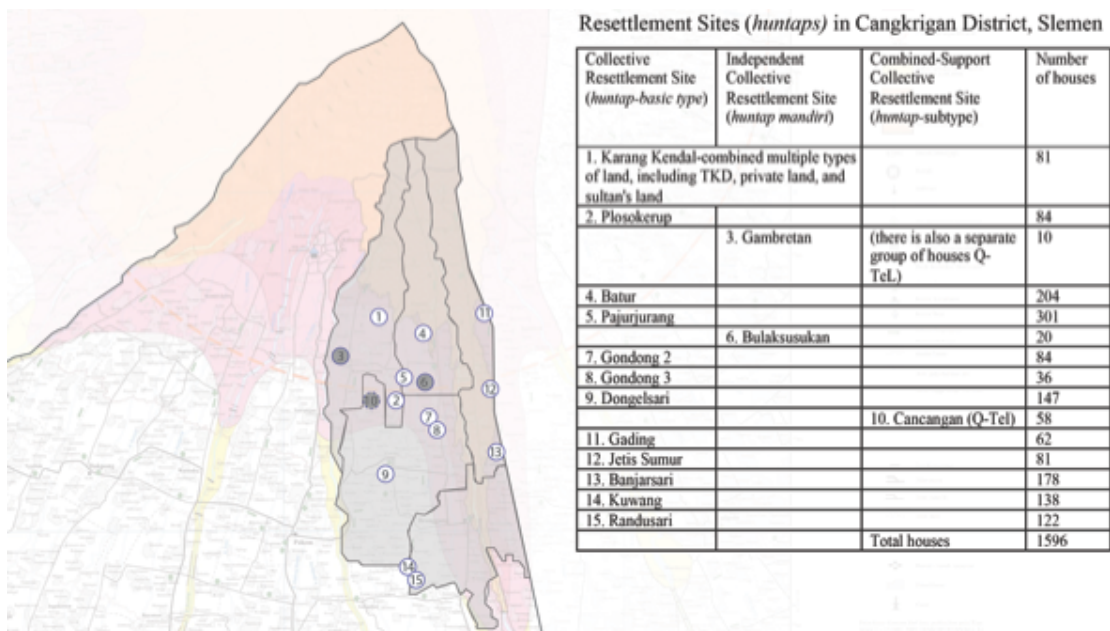 Resettlement Sites (huntaps) in Cangkrigan District, Slemen
Collective
Resettlement Site
(huntap-basic type)
Independent
Collective
Resettlement Site
(huntap mandiri)
Combined-Support
Collective
Resettlement Site
(huntap-subtype)
Number
of houses
1. Karang Kendal-combined multiple types
of land, including TKD, private land, and
sultan's land
81
2. Plosokerup 84
3. Gambretan
(there is also a separate
group of houses Q-
TeL)
10
4. Batur 204
5. Pajurjurang 301
6. Bulaksusukan 20
7. Gondong 2 84
8. Gondong 3 36
9. Dongelsari 147
10. Cancangan (Q-Tel) 58
11. Gading 62
12. Jetis Sumur 81
13. Banjarsari 178
14. Kuwang 138
15. Randusari 122
Total houses 1596
1
11
4
3
5
6
12
10
2
7
8
13
9
14
15